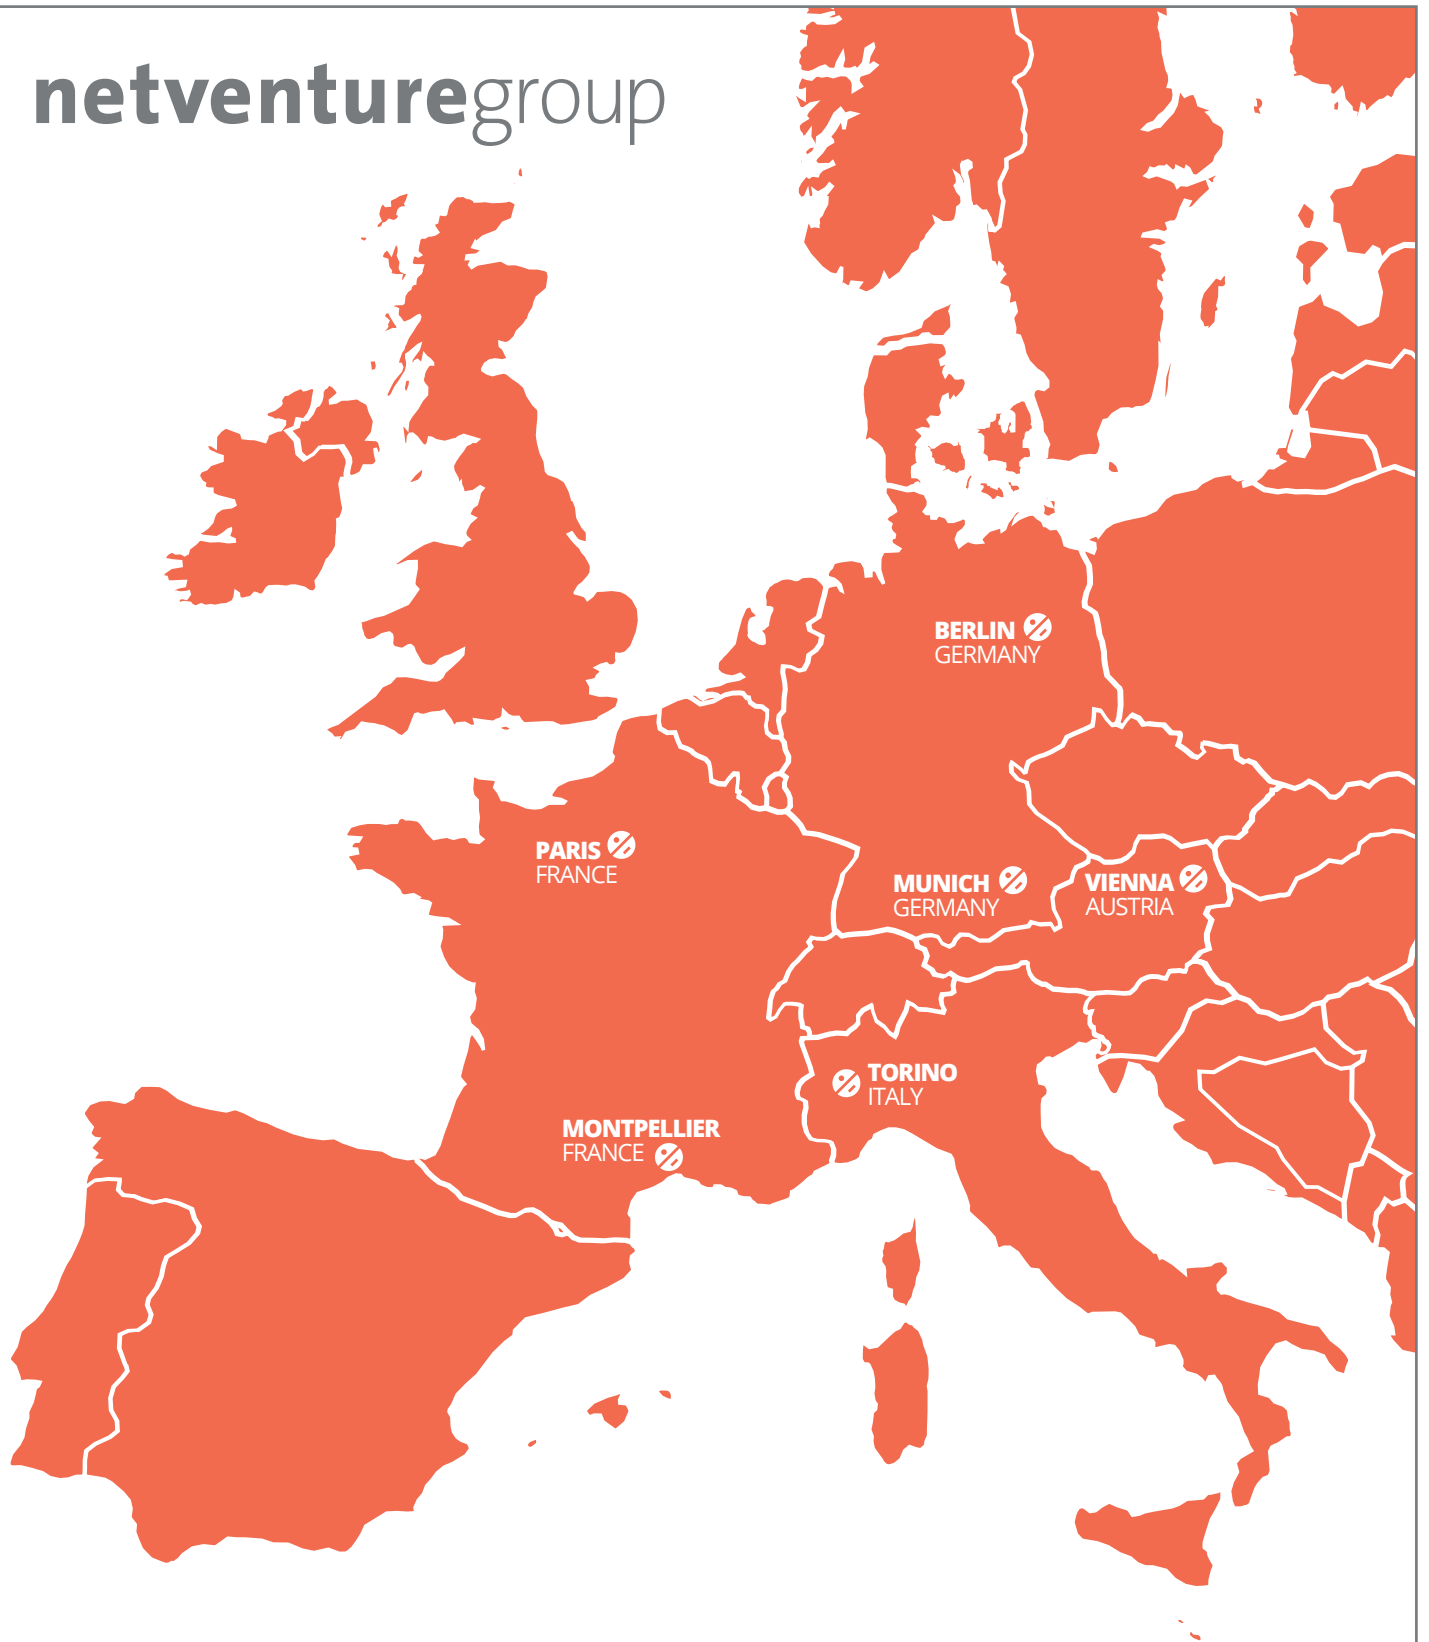 netventuregroup
BERLIN
GERMANY
PARIS
FRANCE
MUNICH
GERMANY
VIENNA
AUSTRIA
TORINO
ITALY
MONTPELLIER
FRANCE